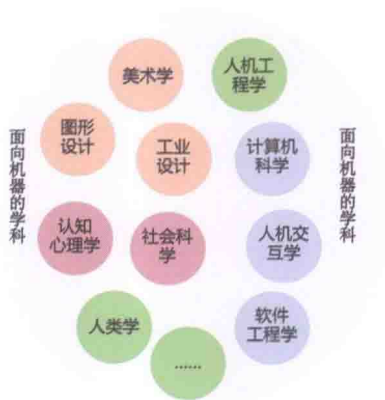 美术学
人机工
程学
图形
设计
工业
设计
计算机
科学
面向机器的学科
面向机器的学科
认知
心理学
社会科
学
人机交
互学
人类学
软件
工程学
……